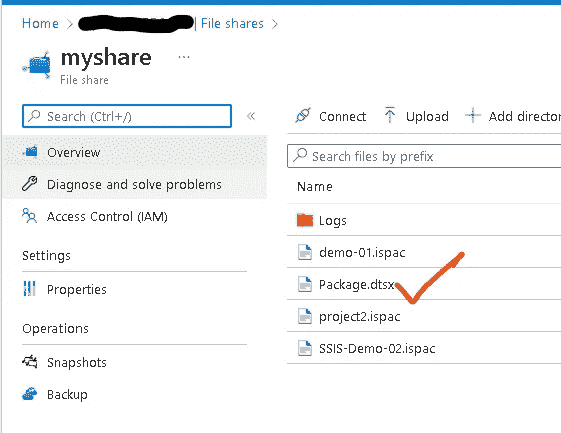 Home > | File shares >
myshare ...
File share
Search (Ctrl+/) «
Overview
Diagnose and solve problems
Access Control (IAM)
Settings
Properties
Operations
Snapshots
Backup
Connect Upload Add director
Search files by prefix
Name
Logs
demo-01.ispac
Package.dtsx
project2.ispac
SSIS-Demo-02.ispac